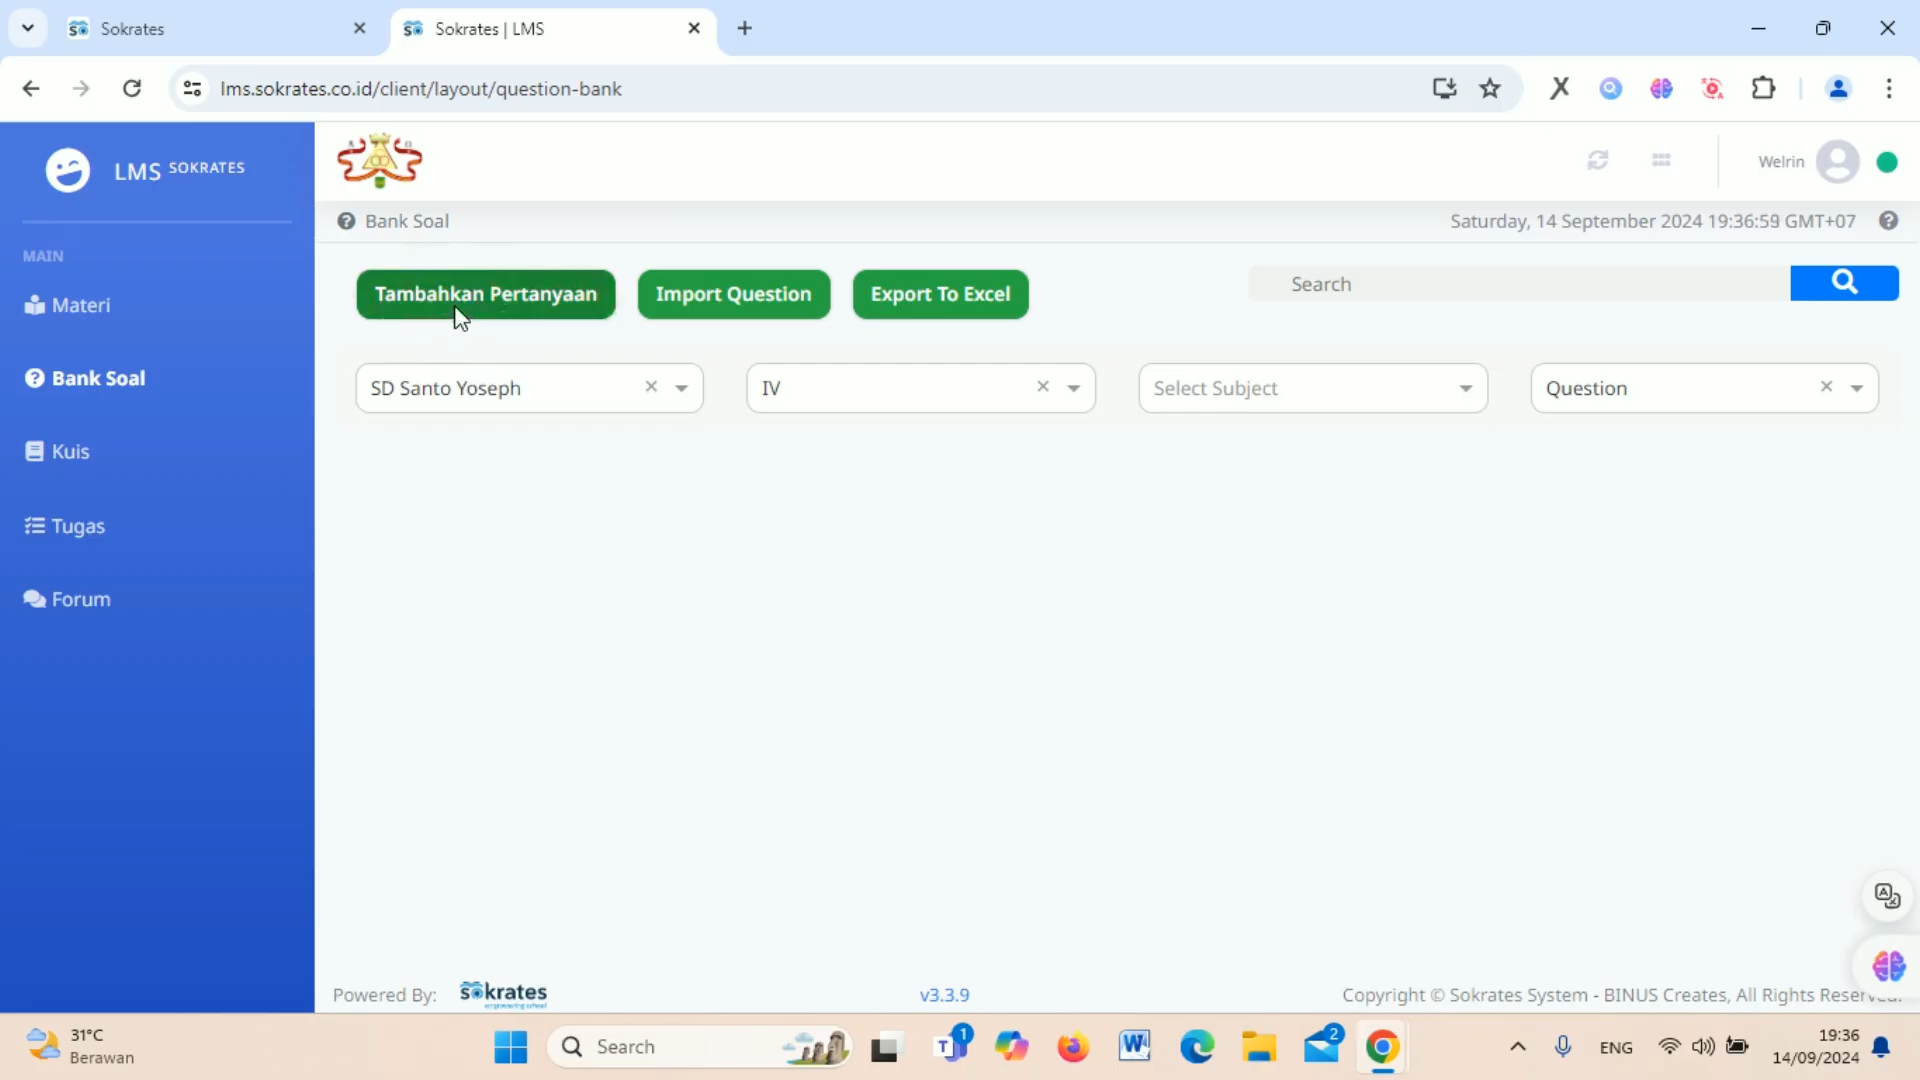 Sokrates
Sokrates | LMS
lms.sokrates.co.id/client/layout/question-bank
LMS SOKRATES
Welrin
Bank Soal
Saturday, 14 September 2024 19:36:59 GMT+07
MAIN
Materi
Bank Soal
Kuis
Tugas
Forum
Tambahkan Pertanyaan
Import Question
Export To Excel
Search
SD Santo Yoseph
IV
Select Subject
Question
Powered By:
sokrates
v3.3.9
Copyright © Sokrates System - BINUS Creates, All Rights Reserved.
31°C
Berawan
Search
1
2
ENG
19:36
14/09/2024